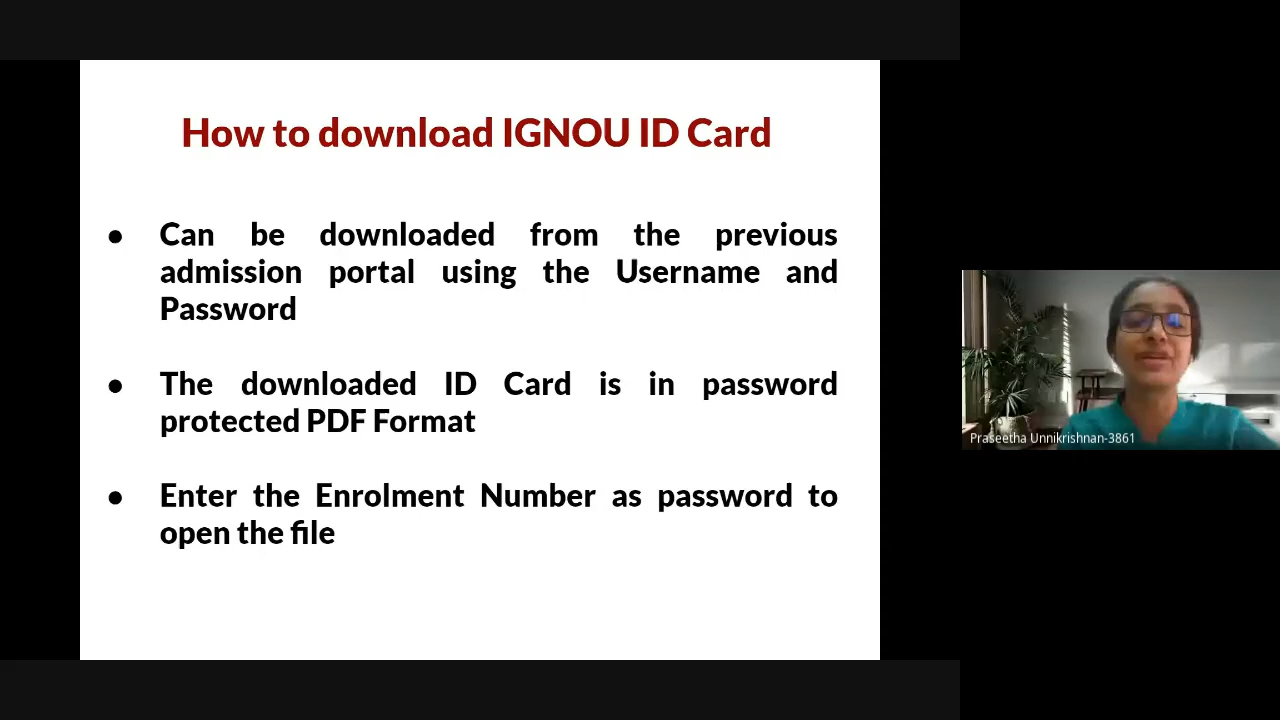 How to download IGNOU ID Card
● Can be downloaded from the previous
admission portal using the Username and
Password
● The downloaded ID Card is in password
protected PDF Format
● Enter the Enrolment Number as password to
open the file
Praseetha Unnikrishnan-3861